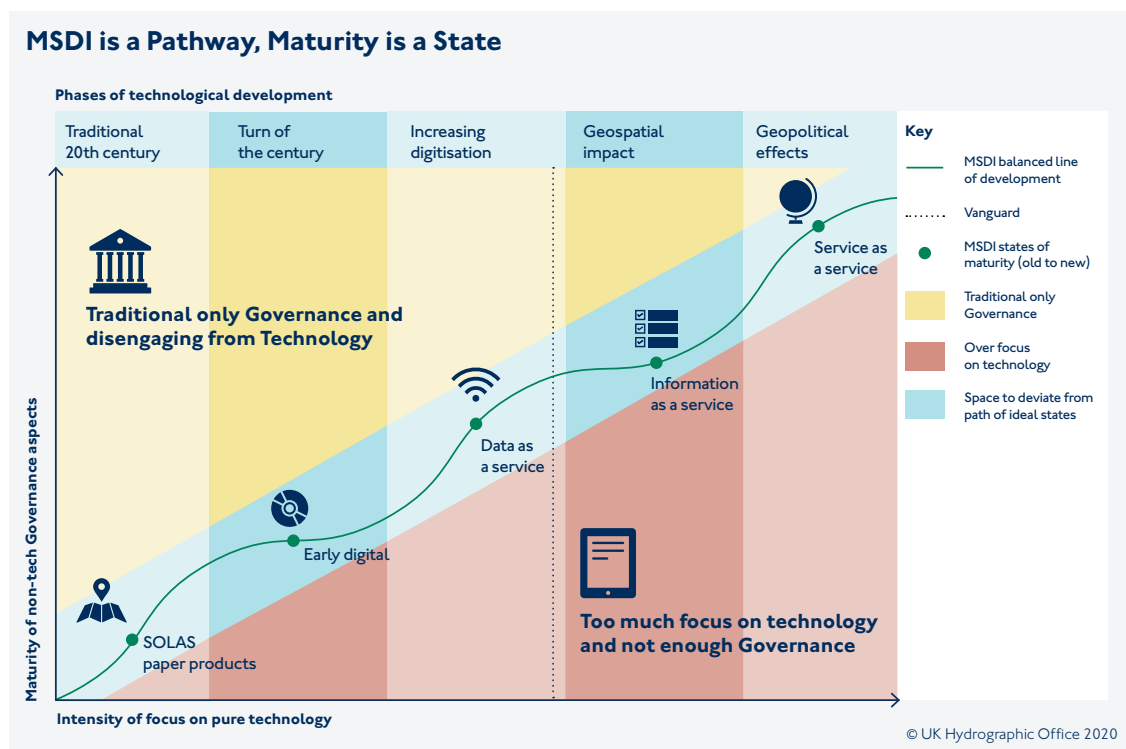 MSDI is a Pathway, Maturity is a State
Phases of technological development
Traditional
20th century
Turn of
the century
Increasing
digitisation
Geospatial
impact
Geopolitical
effects
Key
MSDI balanced line
of development
Vanguard
MSDI states of
maturity (old to new)
Traditional only
Governance
Over focus
on technology
Space to deviate from
path of ideal states
Maturity of non-tech Governance aspects
Traditional only Governance and
disengaging from Technology
Service as
a service
Information
as a service
Data as
a service
Early digital
SOLAS
paper products
Too much focus on technology
and not enough Governance
Intensity of focus on pure technology
© UK Hydrographic Office 2020